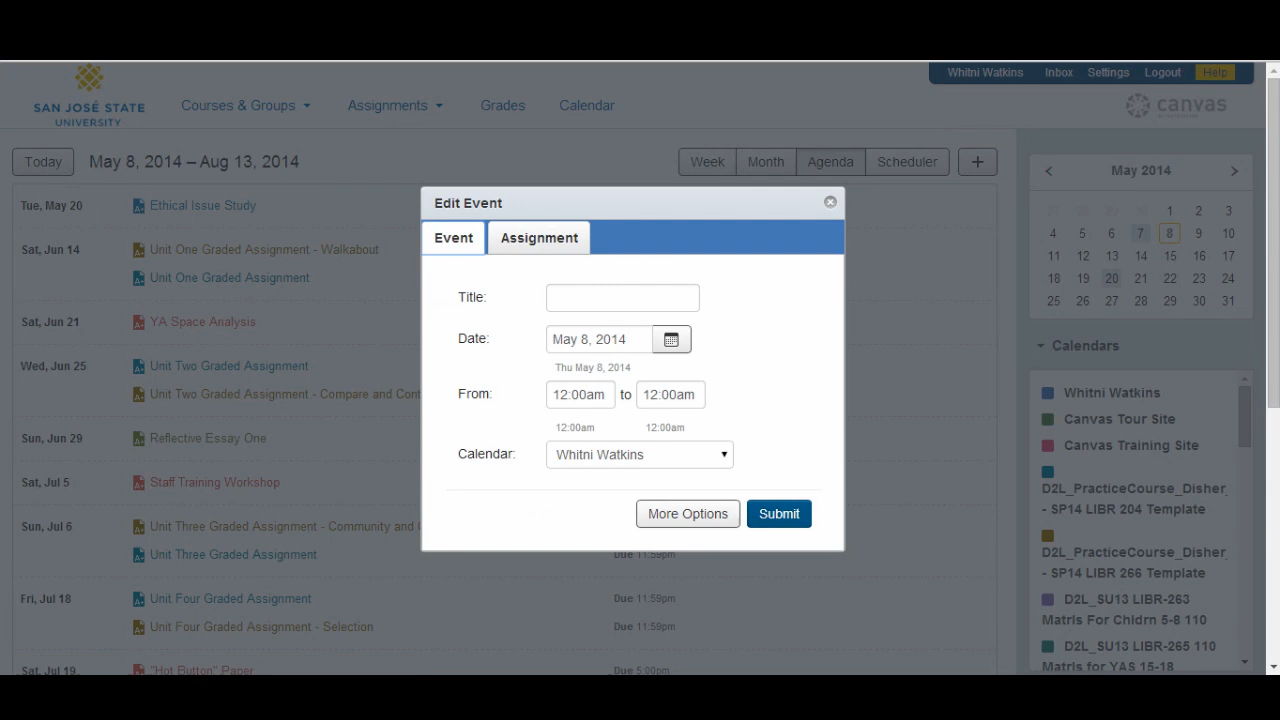 Whitni Watkins Inbox Settings Logout Help
SAN JOSÉ STATE
UNIVERSITY
Courses & Groups Assignments Grades Calendar
canvas
Today May 8, 2014 – Aug 13, 2014 Week Month Agenda Scheduler +
Tue, May 20 Ethical Issue Study
Sat, Jun 14 Unit One Graded Assignment - Walkabout
Unit One Graded Assignment
Sat, Jun 21 YA Space Analysis
Wed, Jun 25 Unit Two Graded Assignment
Unit Two Graded Assignment - Compare and Cont
Sun, Jun 29 Reflective Essay One
Sat, Jul 5 Staff Training Workshop
Sun, Jul 6 Unit Three Graded Assignment - Community and
Unit Three Graded Assignment Due 11:59pm
Fri, Jul 18 Unit Four Graded Assignment Due 11:59pm
Unit Four Graded Assignment - Selection Due 11:59pm
Sat, Jul 19 "Hot Button" Paper Due 5:00pm
Edit Event
Event Assignment
Title:
Date: May 8, 2014
Thu May 8, 2014
From: 12:00am to 12:00am
12:00am 12:00am
Calendar: Whitni Watkins
More Options Submit
May 2014
1 2 3
4 5 6 7 8 9 10
11 12 13 14 15 16 17
18 19 20 21 22 23 24
25 26 27 28 29 30 31
Calendars
Whitni Watkins
Canvas Tour Site
Canvas Training Site
D2L_PracticeCourse_Disher_
- SP14 LIBR 204 Template
D2L_PracticeCourse_Disher_
- SP14 LIBR 266 Template
D2L_SU13 LIBR-263
Matrls For Chldrn 5-8 110
D2L_SU13 LIBR-265 110
Matrls for YAS 15-18